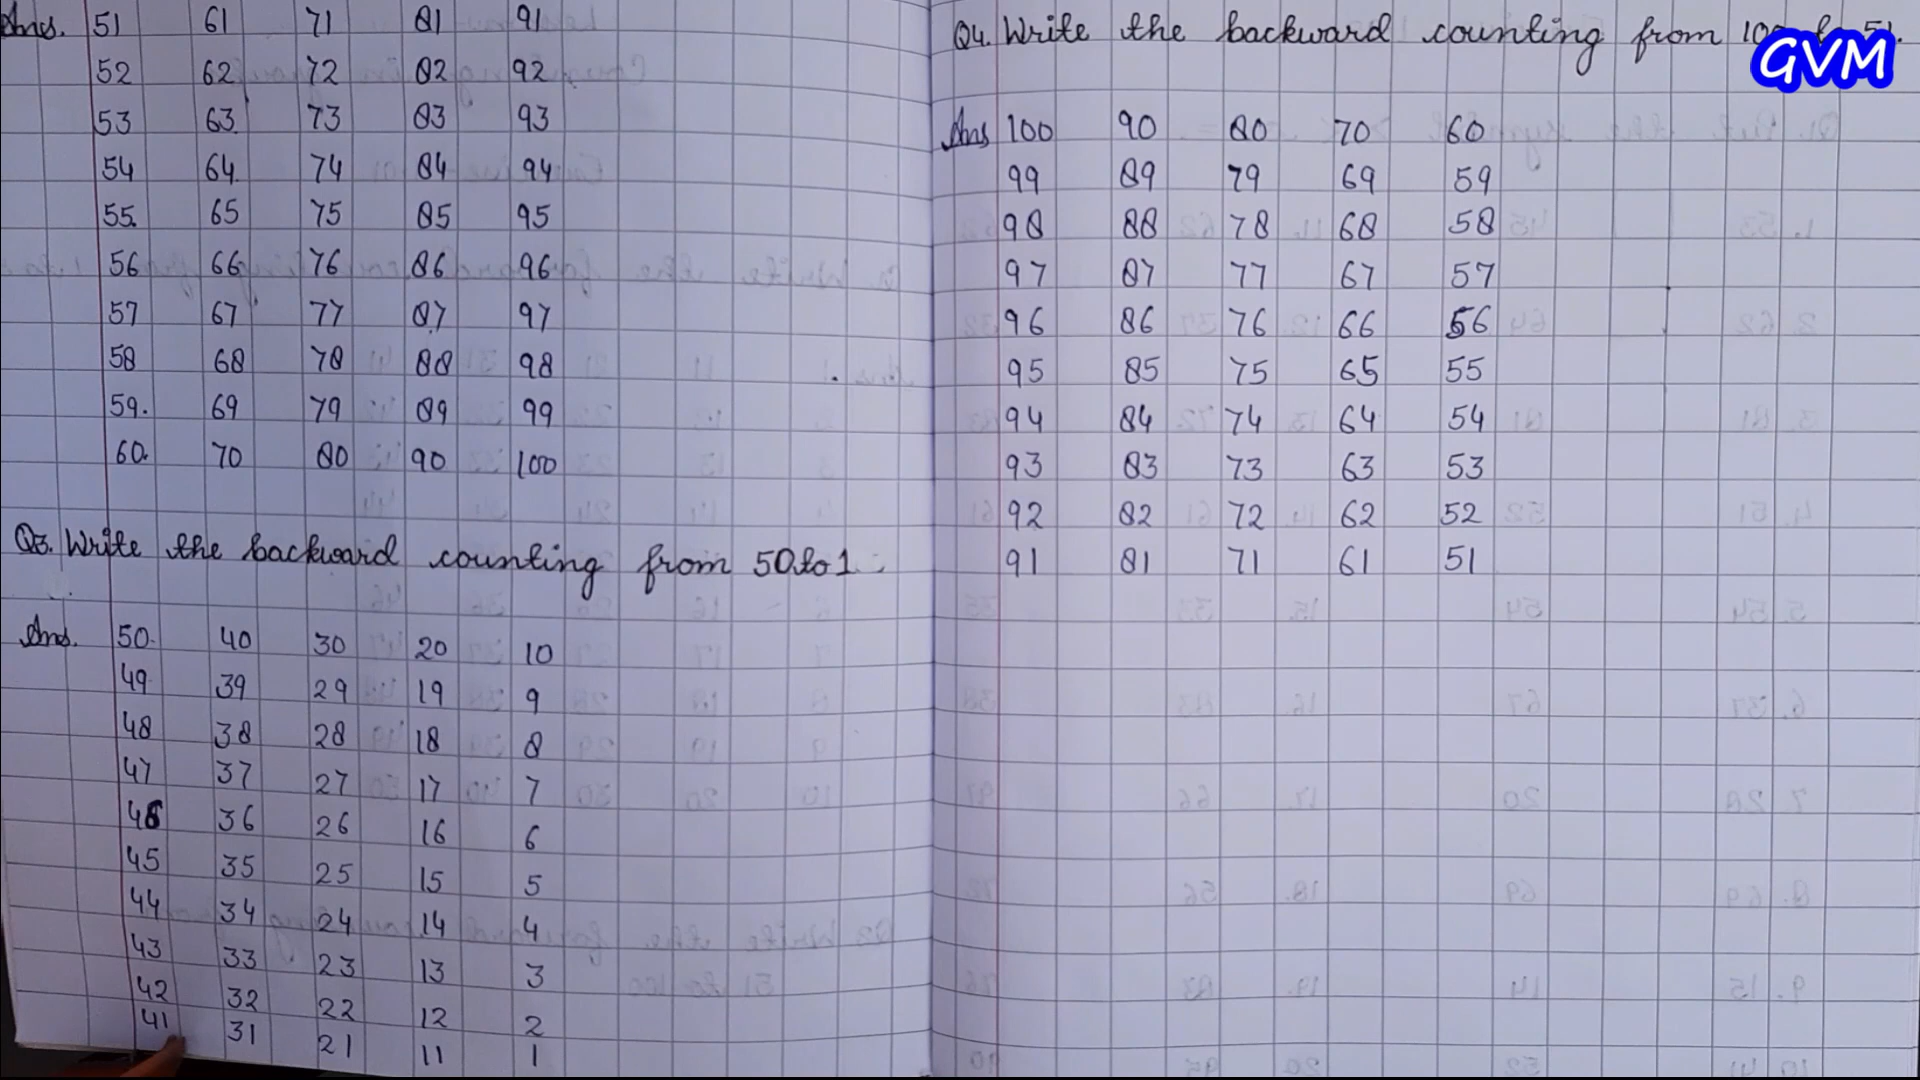 Ans. 51 61 71 81 91
52 62 72 82 92
53 63 73 83 93
54 64 74 84 94
55. 65 75 85 95
56 66 76 86 96
57 67 77 87 97
58 68 78 88 98
59. 69 79 89 99
60. 70 80 90 100
Q3. Write the backward counting from 50 to 1.
Ans. 50 40 30 20 10
49 39 29 19 9
48 38 28 18 8
47 37 27 17 7
46 36 26 16 6
45 35 25 15 5
44 34 24 14 4
43 33 23 13 3
42 32 22 12 2
41 31 21 11 1
Q4. Write the backward counting from 100 to 51.
GVM
Ans 100 90 80 70 60
99 89 79 69 59
98 88 78 68 58
97 87 77 67 57
96 86 76 66 56
95 85 75 65 55
94 84 74 64 54
93 83 73 63 53
92 82 72 62 52
91 81 71 61 51